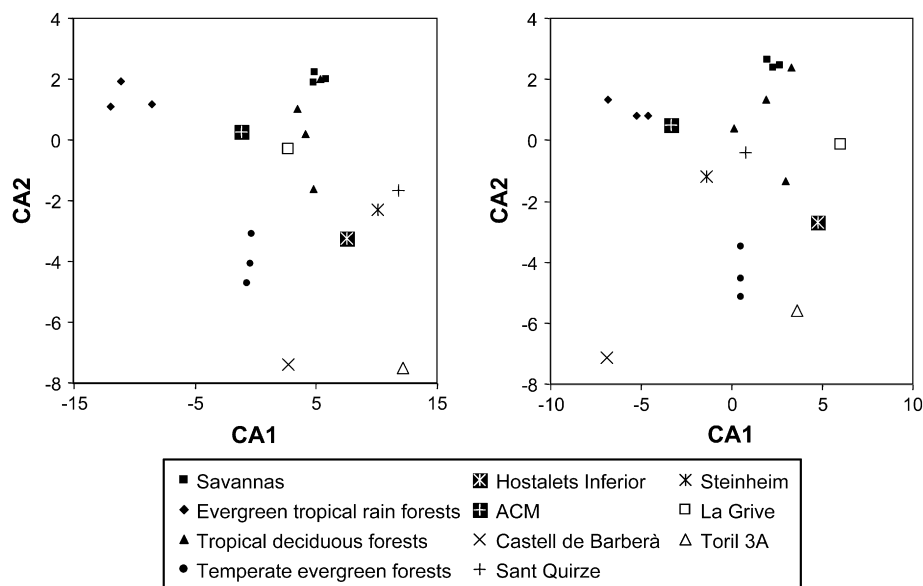 4
2
0
-2
-4
-6
-8
CA2
-15
-5
5
15
CA1
4
2
0
-2
-4
-6
-8
CA2
-10
-5
0
5
10
CA1
Savannas
Evergreen tropical rain forests
Tropical deciduous forests
Temperate evergreen forests
Hostalets Inferior
ACM
Castell de Barberà
Sant Quirze
Steinheim
La Grive
Toril 3A